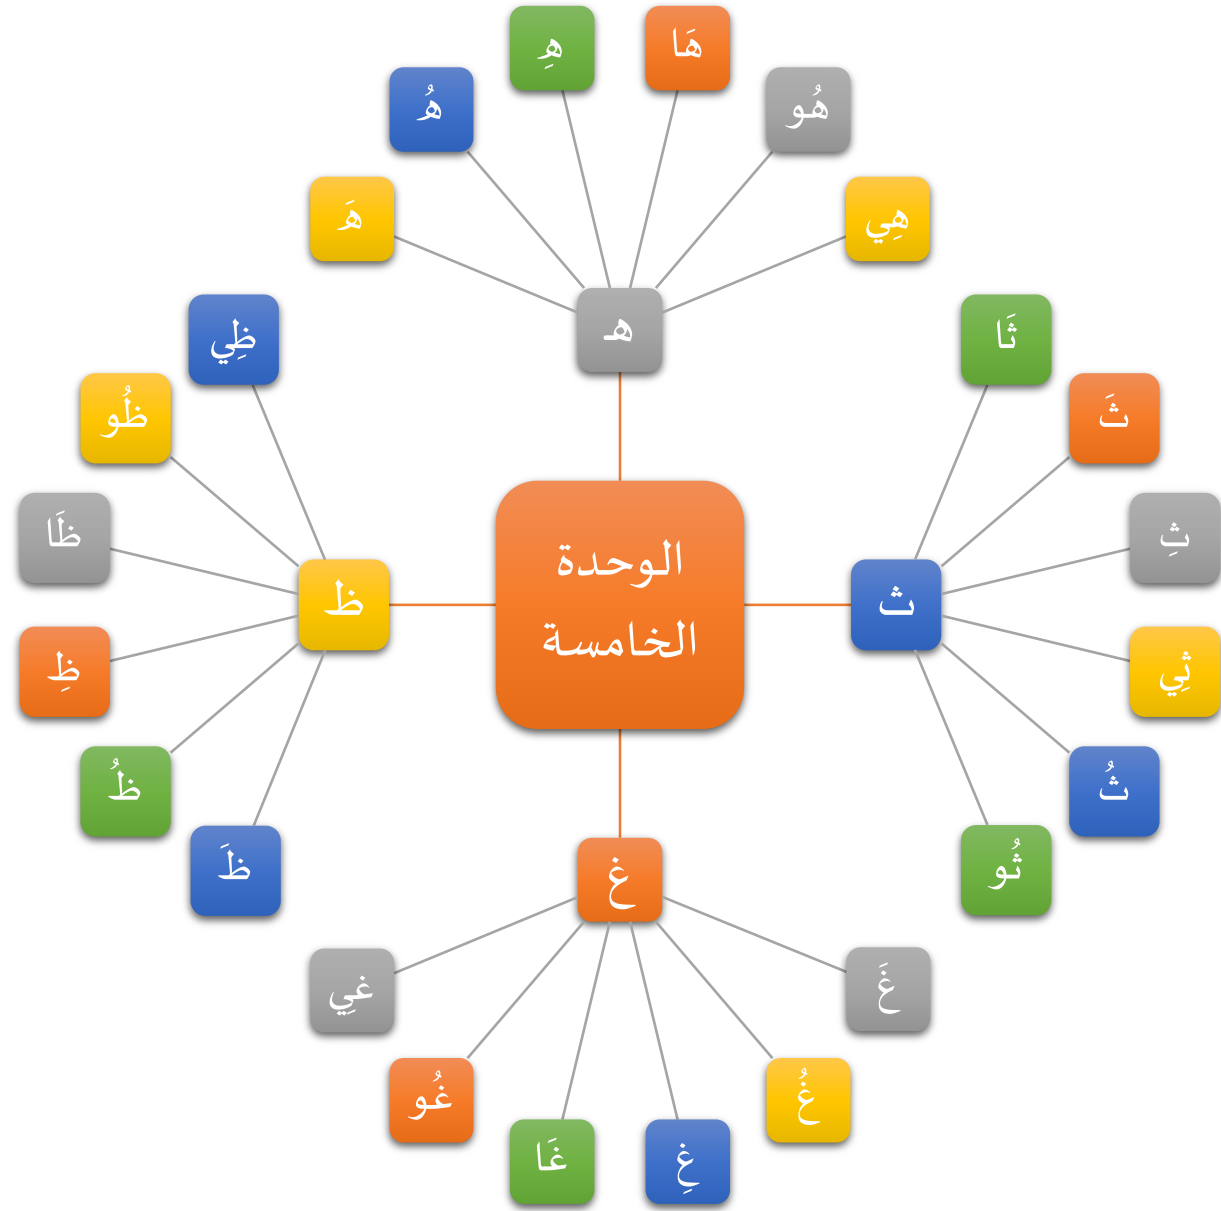 الوحدة
الخامسة
هـ
هَ
هُ
هِ
هَا
هُو
هِي
ث
ثَا
ثَ
ثِ
ثِي
ثُ
ثُو
غ
غَ
غُ
غِ
غَا
غُو
غِي
ظ
ظَ
ظُ
ظِ
ظَا
ظُو
ظِي